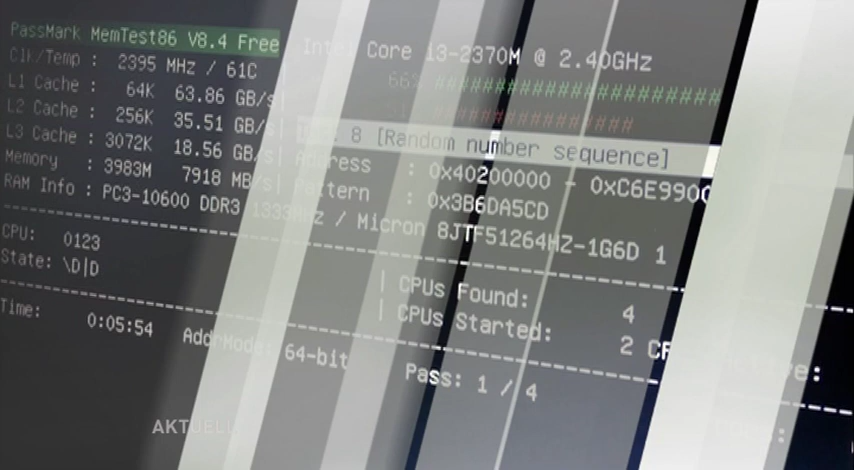 PassMark MemTest86 V8.4 Free Intel Core i3-2370M @ 2.40GHz
Clk/Temp : 2395 MHz / 61C
66% ######################
L1 Cache : 64K 63.86 GB/s|
L2 Cache : 256K 35.51 GB/s| 8 [Random number sequence]
L3 Cache : 3072K 18.56 GB/s| Address : 0x40200000 - 0xC6E9900
Memory : 3983M 7918 MB/s| Pattern : 0x3B6DA5CD
RAM Info : PC3-10600 DDR3 1333MHz / Micron 8JTF51264HZ-1G6D 1
CPU: 0123
State: \D|D
| CPUs Found: 4
| CPUs Started: 2
Time: 0:05:54 AddrMode: 64-bit Pass: 1 / 4